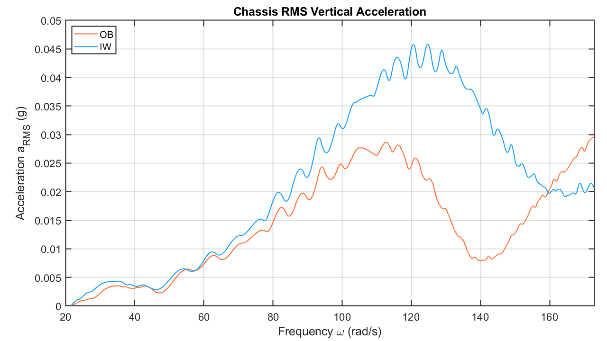 Chassis RMS Vertical Acceleration
OB
IW
0.05
0.045
0.04
0.035
0.03
0.025
0.02
0.015
0.01
0.005
0
Acceleration a_RMS (g)
20 40 60 80 100 120 140 160
Frequency ω (rad/s)